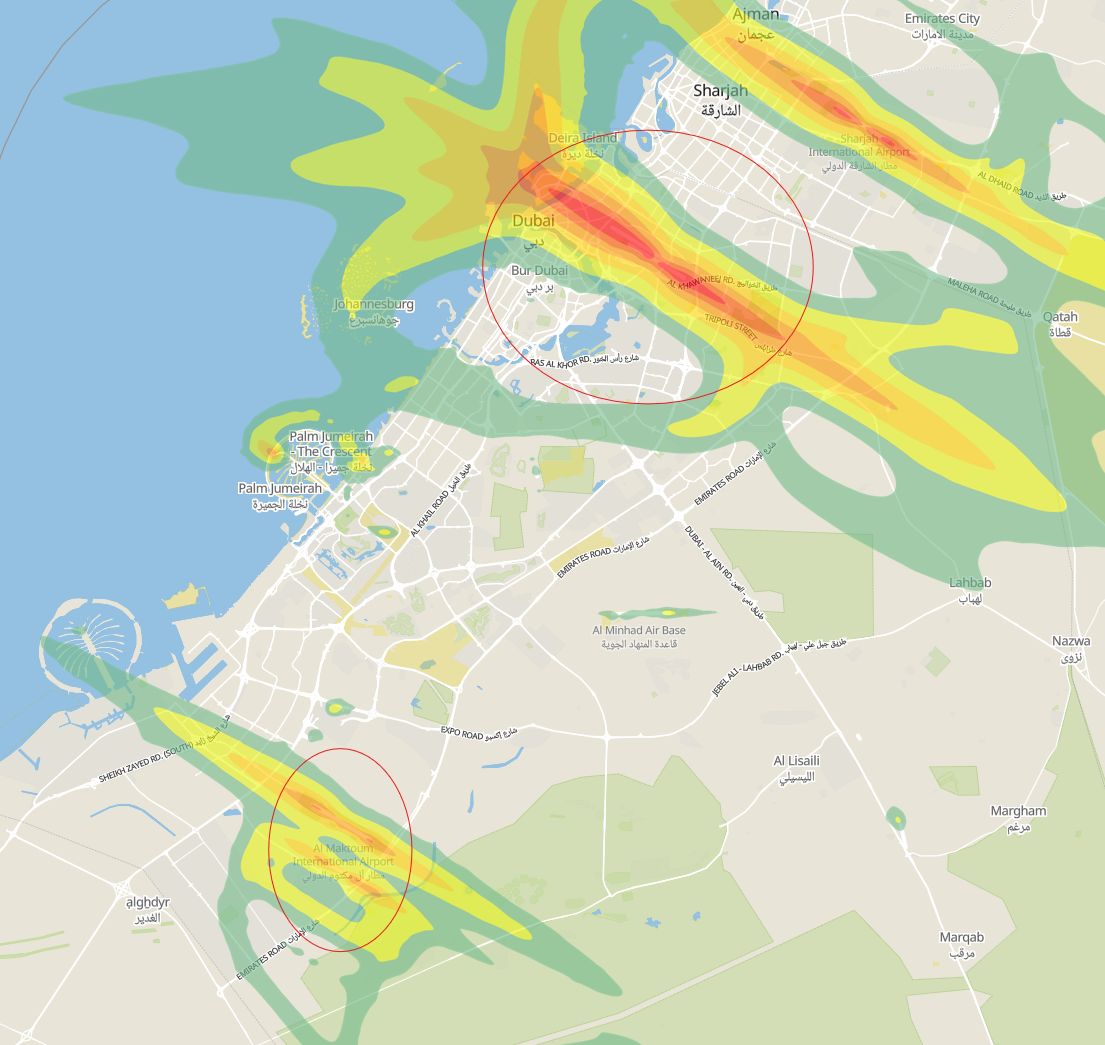 Ajman
عجمان
Emirates City
مدينة الامارات
Sharjah
الشارقة
Deira Island
نخلة ديرة
Sharjah
International Airport
مطار الشارقة الدولي
AL DHAID ROAD طريق الذيد
Dubai
دبي
Bur Dubai
بر دبي
AL KHAWANEEJ RD. طريق الخوانيج
MALEHA ROAD طريق مليحة
Johannesburg
جوهانسبرغ
Qatah
قطاة
TRIPOLI STREET شارع طرابلس
RAS AL KHOR RD. شارع راس الخور
Palm Jumeirah
- The Crescent
نخلة جميرا - الهلال
Palm Jumeirah
نخلة الجميرة
AL KHAIL ROAD طريق الخيل
EMIRATES ROAD شارع الإمارات
EMIRATES ROAD شارع الإمارات
DUBAI - AL AIN RD. طريق دبي - العين
Lahbab
لهباب
Al Minhad Air Base
قاعدة المنهاد الجوية
Nazwa
نزوى
JEBEL ALI - LAHBAB RD. طريق جبل علي - لهباب
SHEIKH ZAYED RD. (SOUTH) شارع الشيخ زايد
EXPO ROAD شارع إكسبو
Al Lisaili
الليسيلي
Margham
مرغم
Al Maktoum
International Airport
مطار آل مكتوم الدولي
alghdyr
الغدير
EMIRATES ROAD شارع الإمارات
Marqab
مرقب